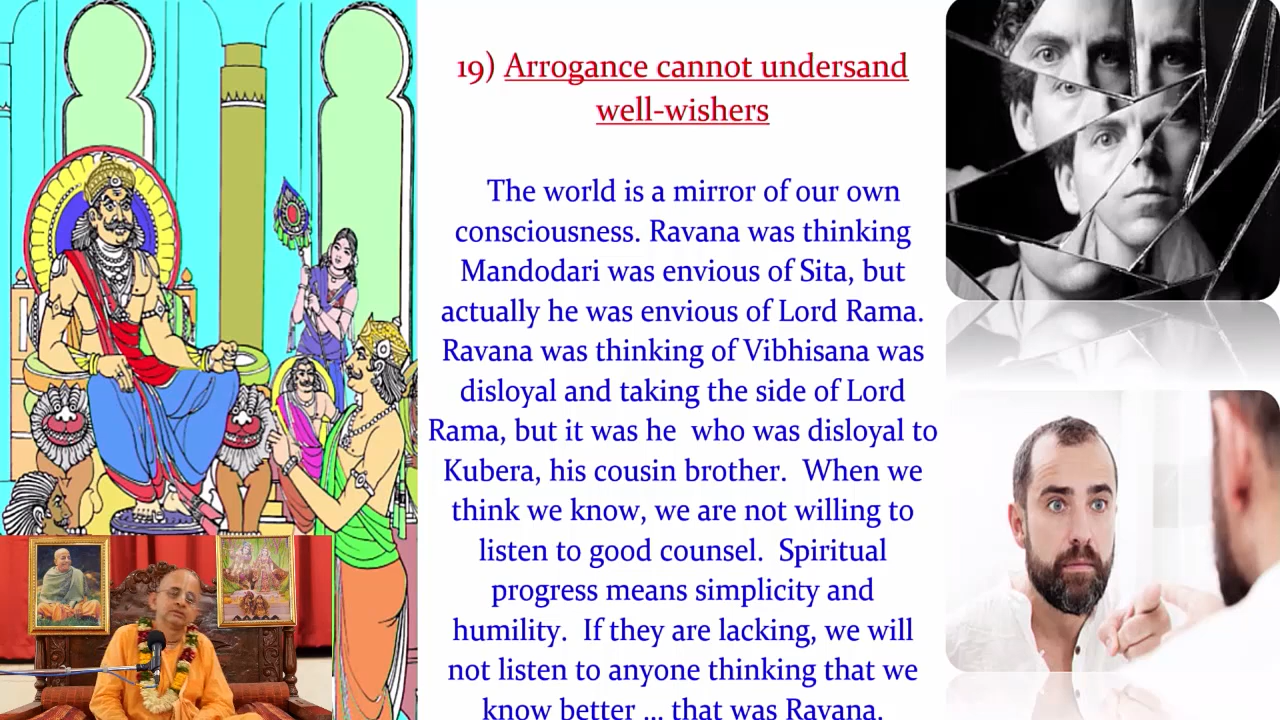 19) Arrogance cannot undersand
well-wishers
The world is a mirror of our own
consciousness. Ravana was thinking
Mandodari was envious of Sita, but
actually he was envious of Lord Rama.
Ravana was thinking of Vibhisana was
disloyal and taking the side of Lord
Rama, but it was he  who was disloyal to
Kubera, his cousin brother.  When we
think we know, we are not willing to
listen to good counsel.  Spiritual
progress means simplicity and
humility.  If they are lacking, we will
not listen to anyone thinking that we
know better ... that was Ravana.